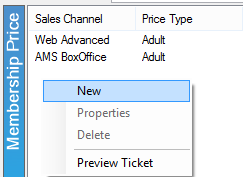 Membership Price
Sales Channel Price Type
Web Advanced Adult
AMS BoxOffice Adult
New
Properties
Delete
Preview Ticket